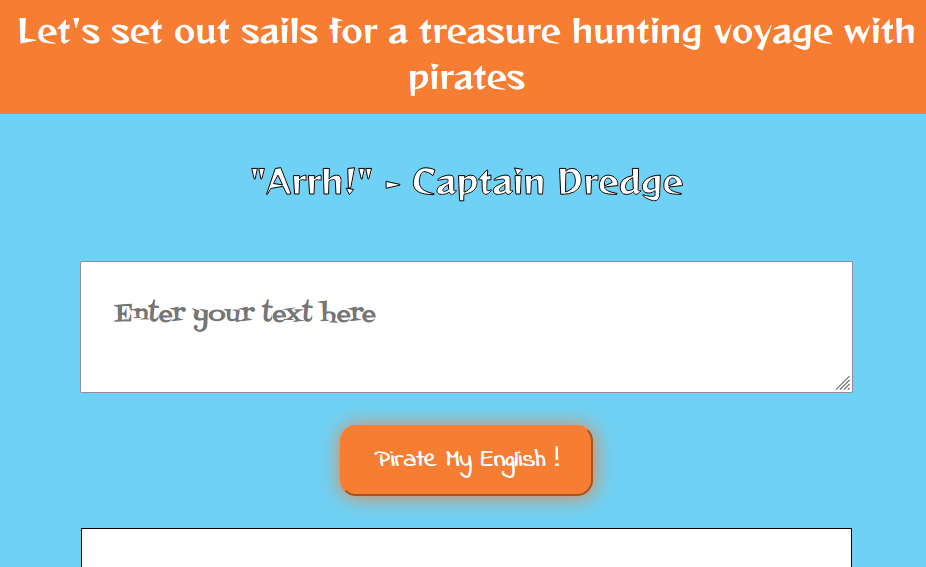 Let's set out sails for a treasure hunting voyage with
pirates
"Arrh!" - Captain Dredge
Enter your text here
Pirate My English !